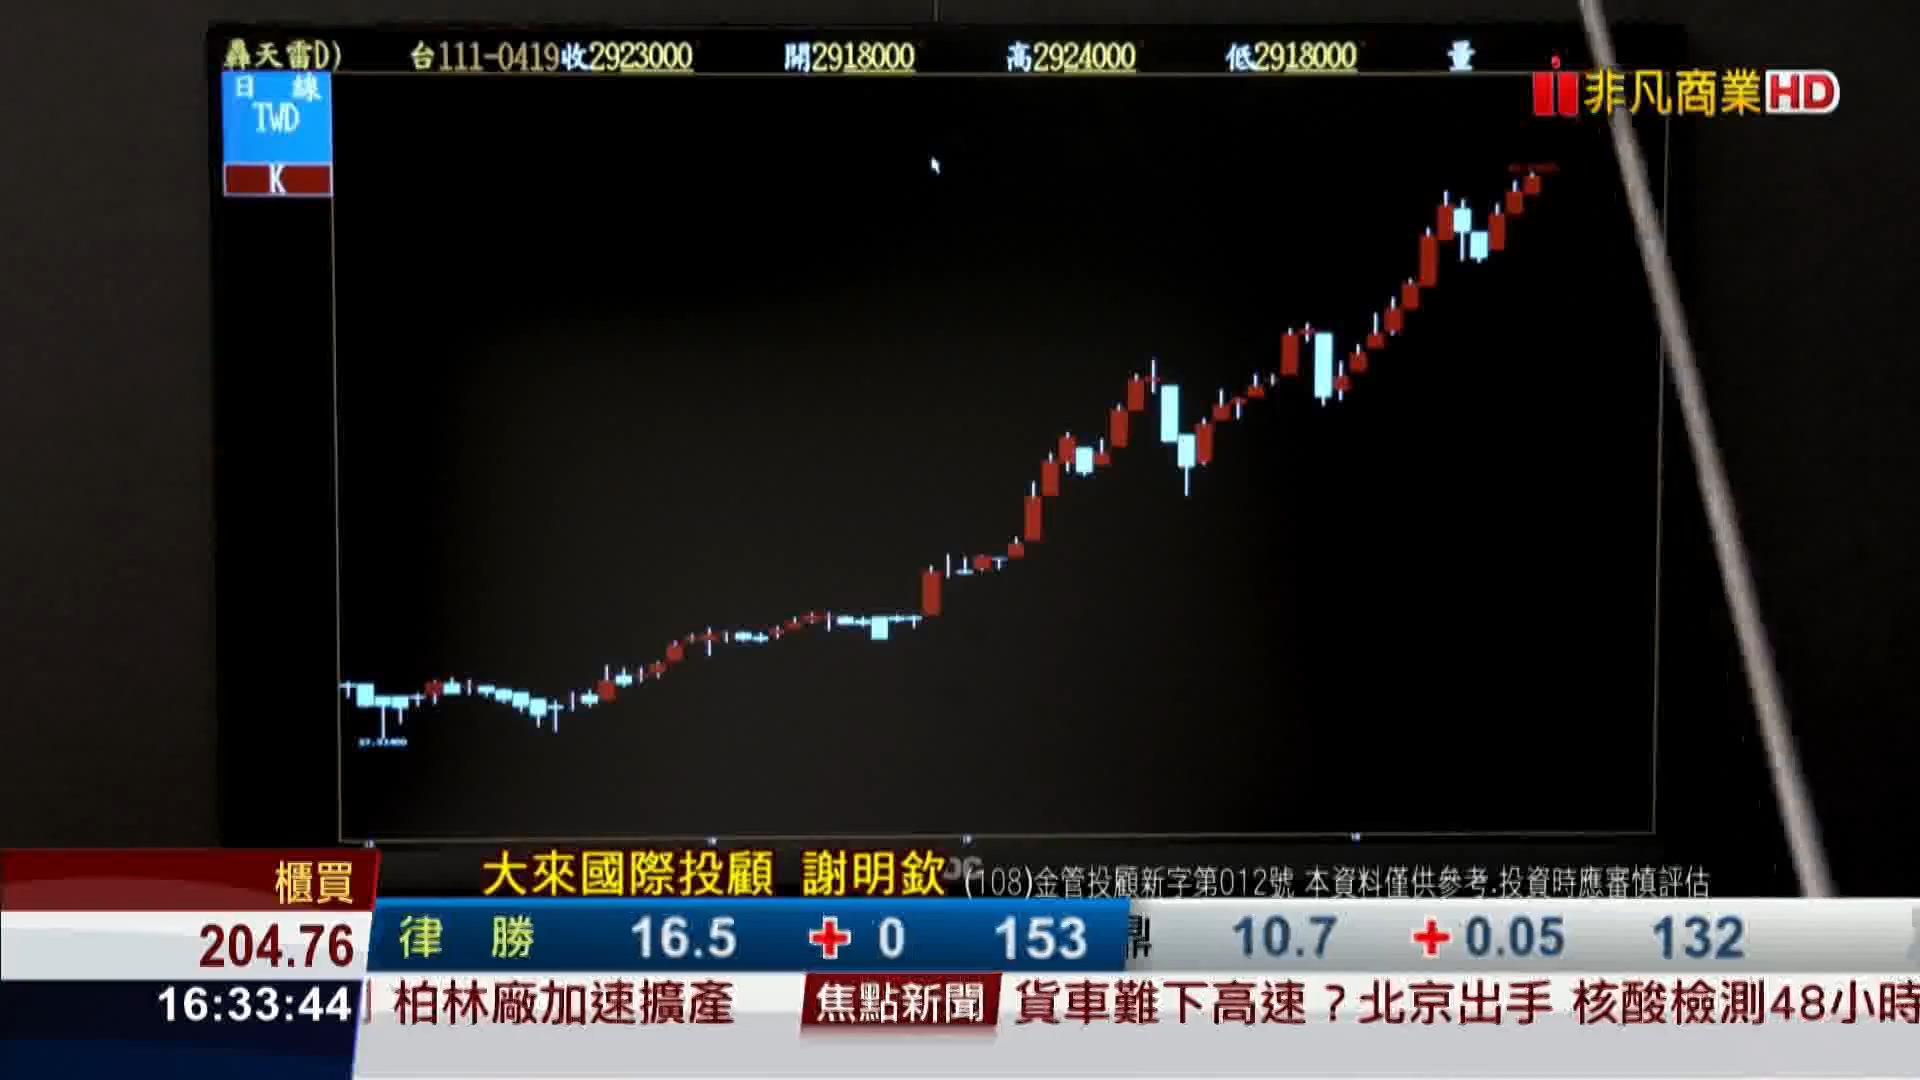 轟天雷D) 台111-0419收2923000 開2918000 高2924000 低2918000 量
日 線
TWD
K
非凡商業HD
櫃買
大來國際投顧 謝明欽
(108)金管投顧新字第012號 本資料僅供參考.投資時應審慎評估
204.76
律 勝 16.5 + 0 153
鼎 10.7 + 0.05 132
16:33:44
柏林廠加速擴產 焦點新聞 貨車難下高速？北京出手 核酸檢測48小時